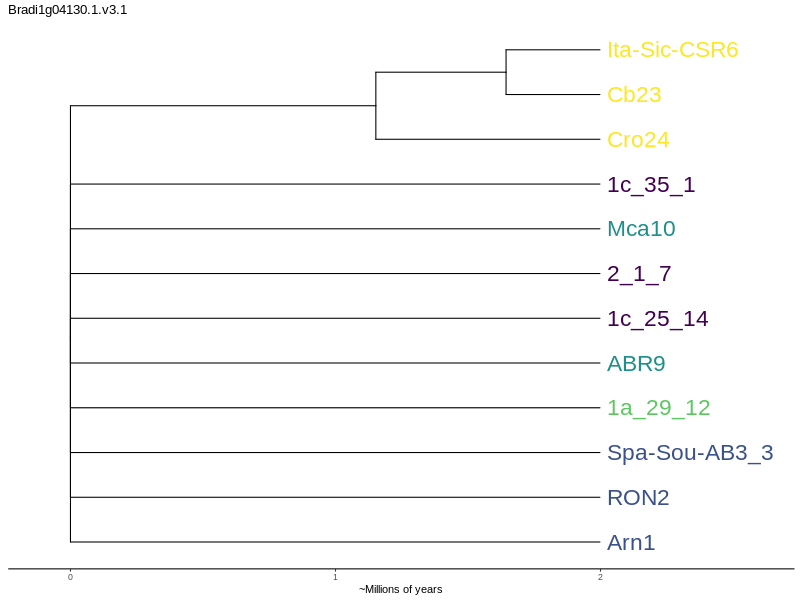 Bradi1g04130.1.v3.1
Ita-Sic-CSR6
Cb23
Cro24
1c_35_1
Mca10
2_1_7
1c_25_14
ABR9
1a_29_12
Spa-Sou-AB3_3
RON2
Arn1
0 1 2
~Millions of years